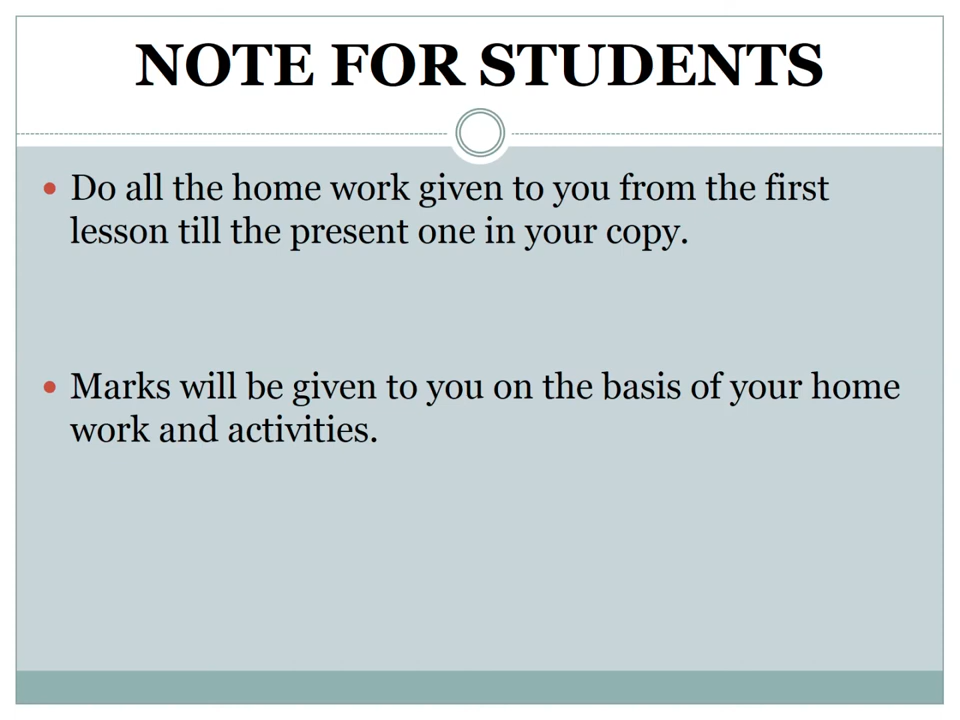 NOTE FOR STUDENTS
• Do all the home work given to you from the first
lesson till the present one in your copy.
• Marks will be given to you on the basis of your home
work and activities.